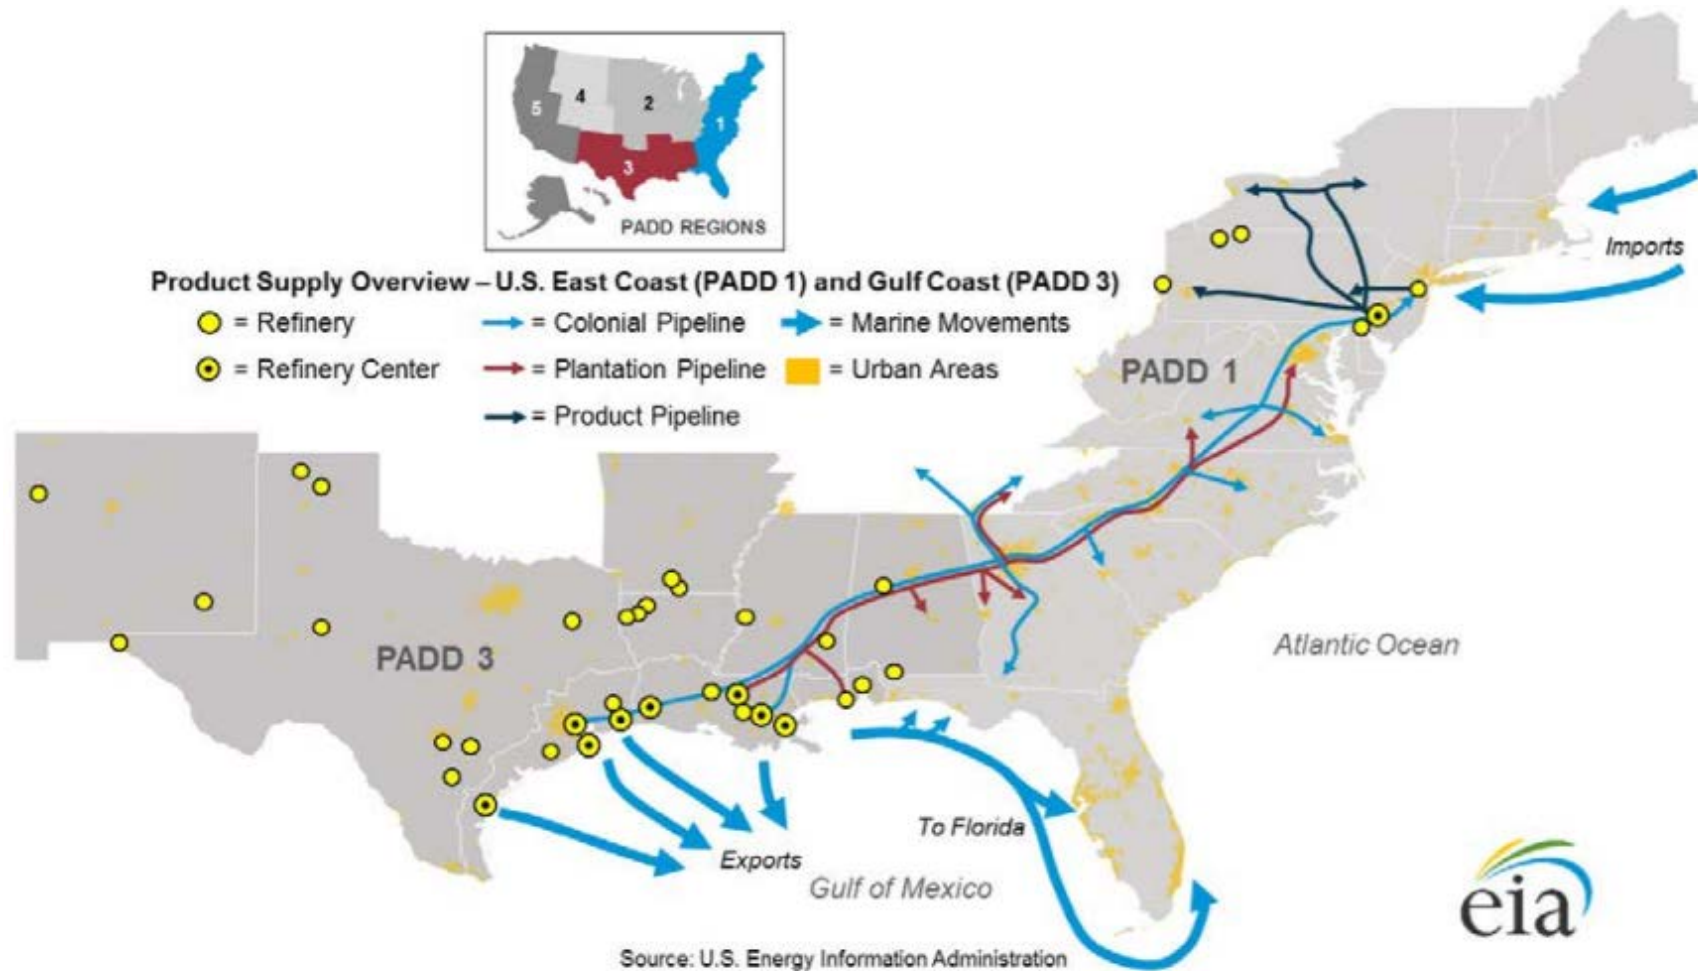 5
4
2
1
3
PADD REGIONS
Product Supply Overview – U.S. East Coast (PADD 1) and Gulf Coast (PADD 3)
= Refinery
= Colonial Pipeline
= Marine Movements
= Refinery Center
= Plantation Pipeline
= Urban Areas
= Product Pipeline
Imports
PADD 1
PADD 3
Atlantic Ocean
To Florida
Exports
Gulf of Mexico
eia
Source: U.S. Energy Information Administration